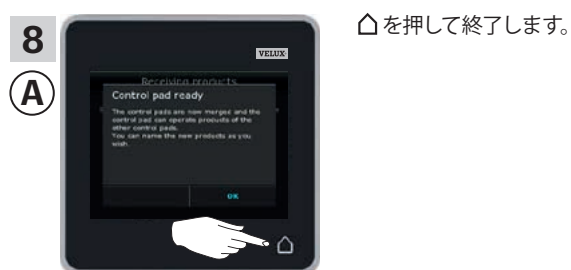 8
A
VELUX
Receiving products
Control pad ready
The control pads are now merged and the
control pad can operate products of the
other control pads.
You can name the new products as you
wish.
OK
を押して終了します。